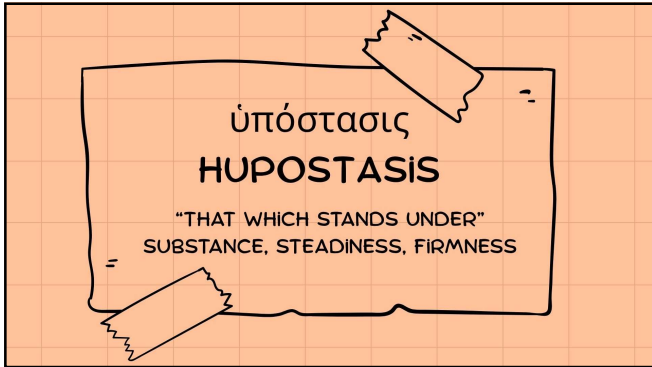 ὑπόστασις
HUPOSTASiS
“THAT WHiCH STANDS UNDER”
SUBSTANCE, STEADiNESS, FiRMNESS